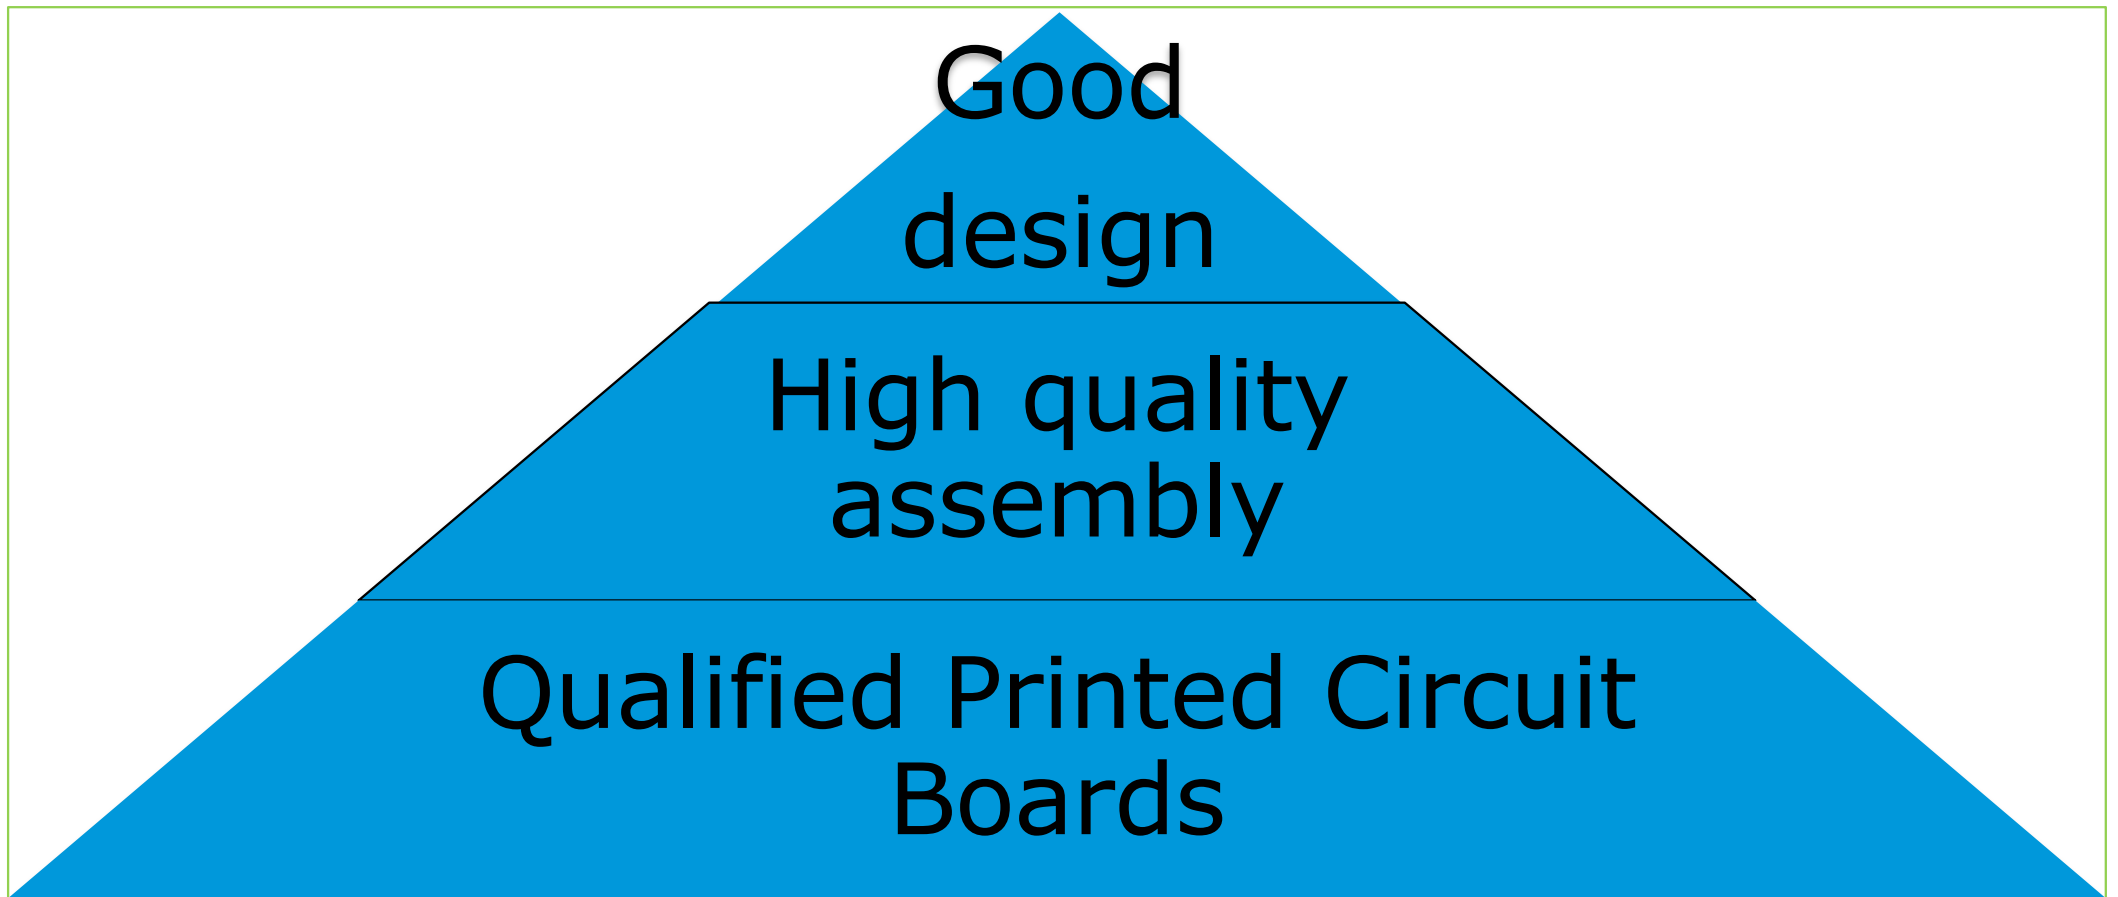 Good
design
High quality
assembly
Qualified Printed Circuit
Boards